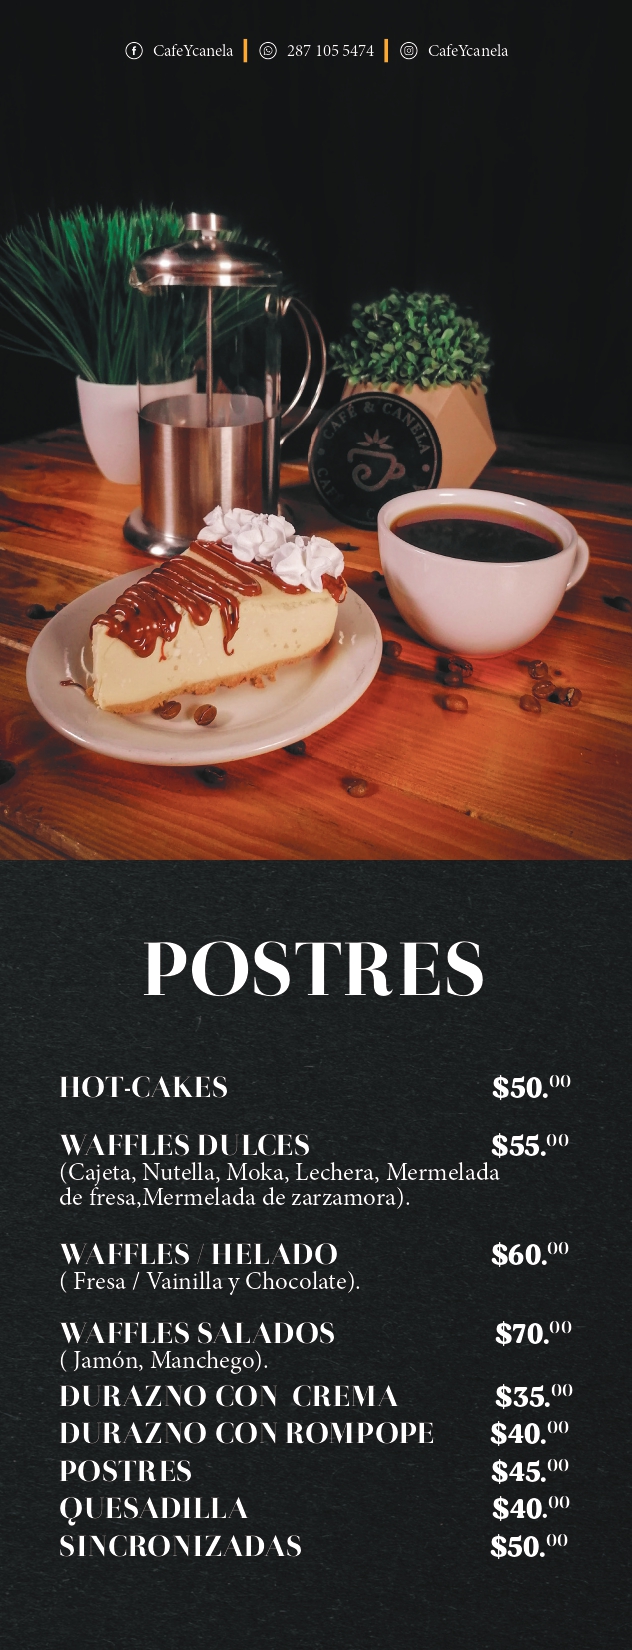 CafeYcanela | 287 105 5474 | CafeYcanela
CAFÉ & CANELA
POSTRES
HOT-CAKES $50.00
WAFFLES DULCES $55.00
(Cajeta, Nutella, Moka, Lechera, Mermelada
de fresa,Mermelada de zarzamora).
WAFFLES / HELADO $60.00
( Fresa / Vainilla y Chocolate).
WAFFLES SALADOS $70.00
( Jamón, Manchego).
DURAZNO CON CREMA $35.00
DURAZNO CON ROMPOPE $40.00
POSTRES $45.00
QUESADILLA $40.00
SINCRONIZADAS $50.00